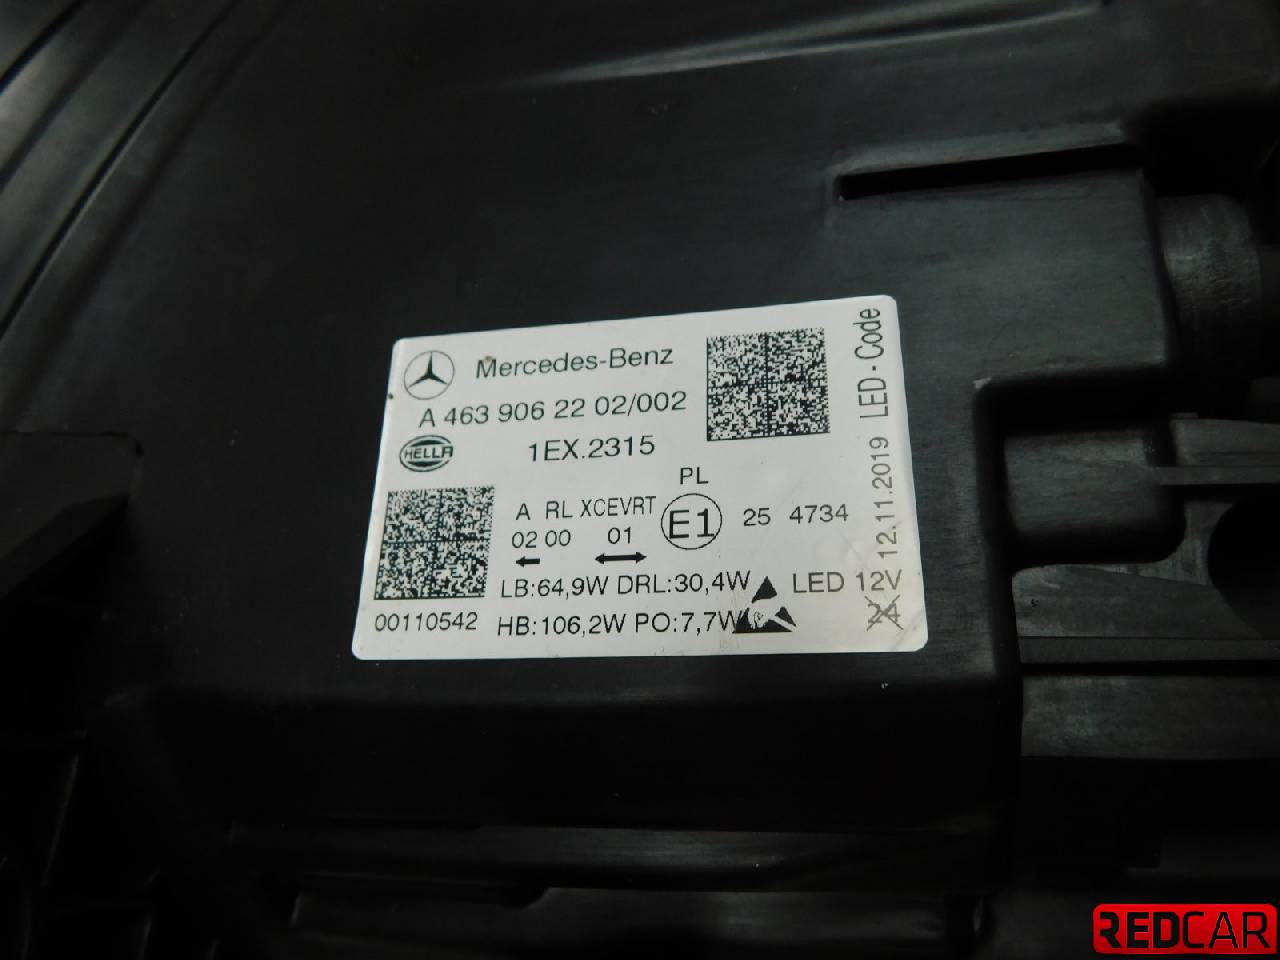 Mercedes-Benz
A 463 906 22 02/002
HELLA
1EX.2315
PL
A RL XCEVRT
02 00 01
E1
25 4734
LB:64,9W DRL:30,4W
LED 12V
00110542
HB:106,2W PO:7,7W
12.11.2019 LED-Code
REDCAR